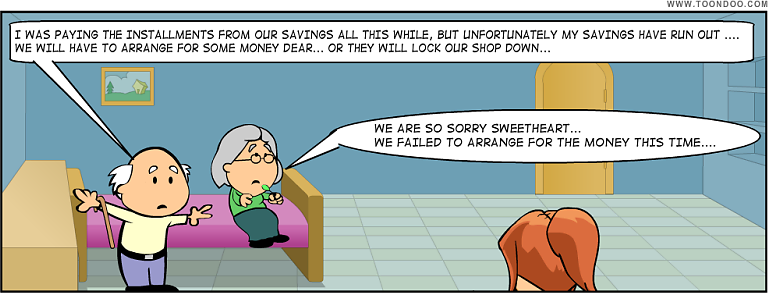 WWW.TOONDOO.COM
I WAS PAYING THE INSTALLMENTS FROM OUR SAVINGS ALL THIS WHILE, BUT UNFORTUNATELY MY SAVINGS HAVE RUN OUT ....
WE WILL HAVE TO ARRANGE FOR SOME MONEY DEAR... OR THEY WILL LOCK OUR SHOP DOWN...
WE ARE SO SORRY SWEETHEART...
WE FAILED TO ARRANGE FOR THE MONEY THIS TIME....